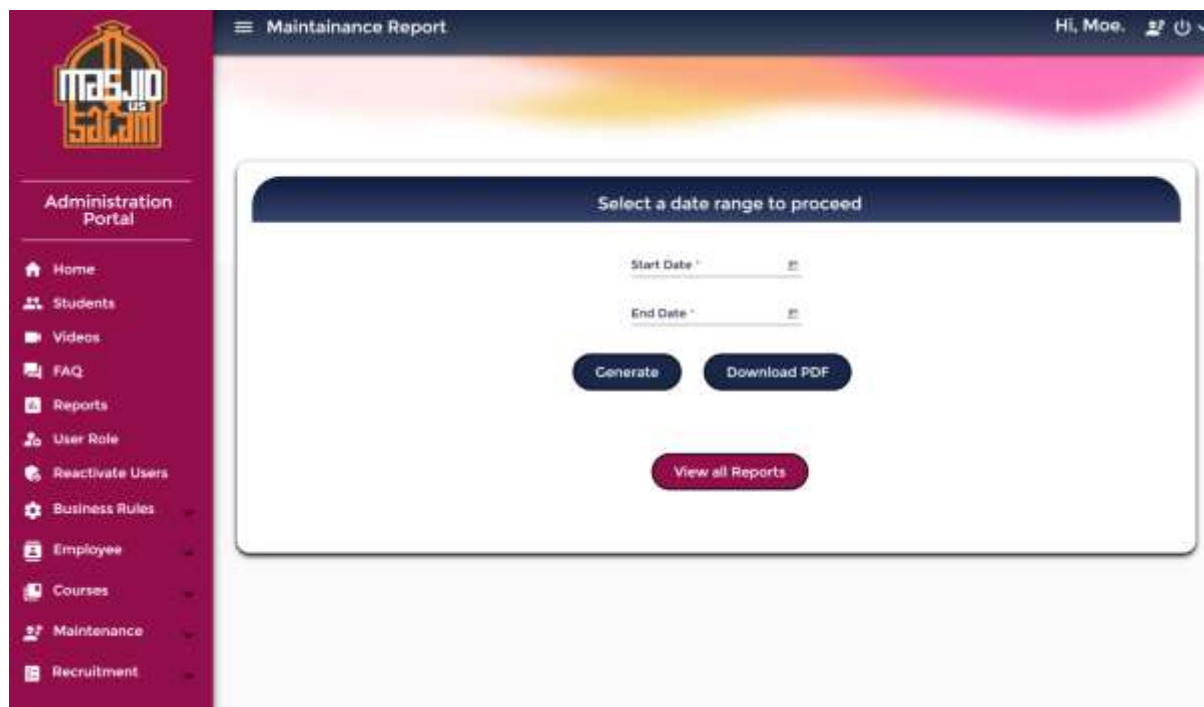 masjid
us
salam
Administration
Portal
Home
Students
Videos
FAQ
Reports
User Role
Reactivate Users
Business Rules
Employee
Courses
Maintenance
Recruitment
Maintainance Report
Hi, Moe.
Select a date range to proceed
Start Date *
End Date *
Generate
Download PDF
View all Reports